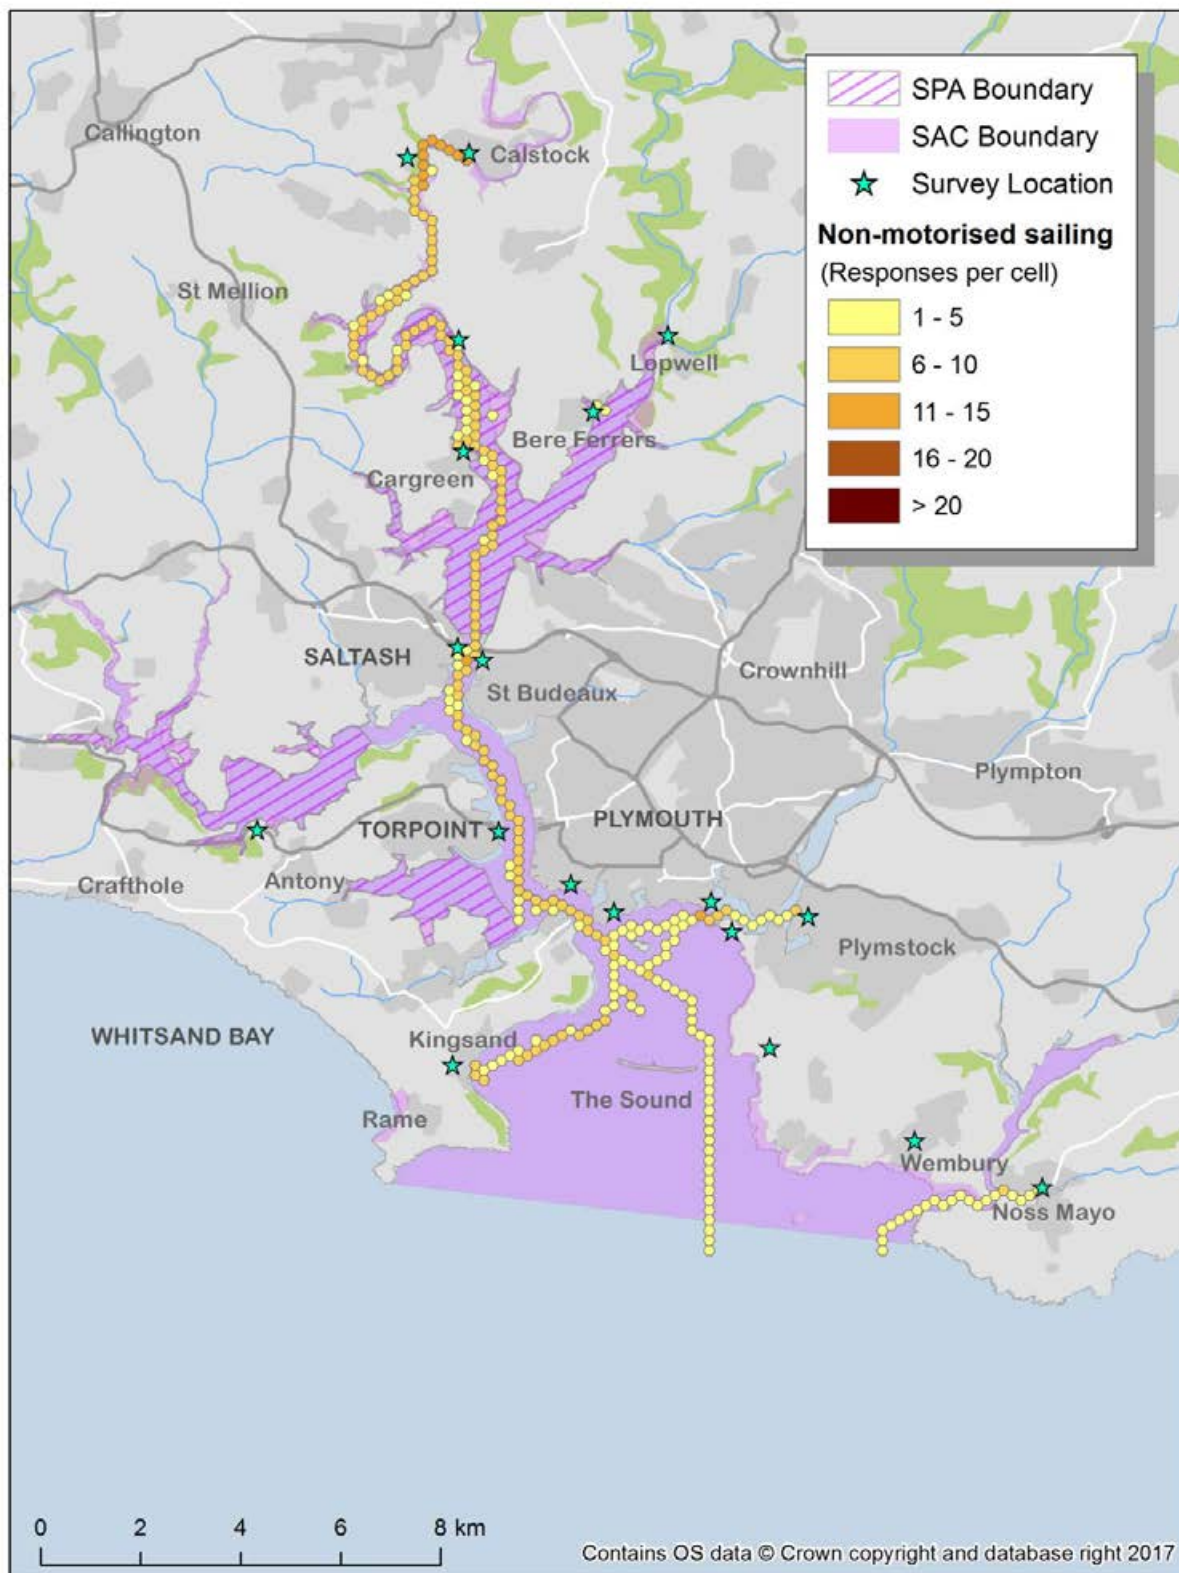 SPA Boundary
SAC Boundary
Survey Location
Non-motorised sailing
(Responses per cell)
1 - 5
6 - 10
11 - 15
16 - 20
> 20
Callington
Calstock
St Mellion
Lopwell
Bere Ferrers
Cargreen
SALTASH
Crownhill
St Budeaux
Plympton
TORPOINT
PLYMOUTH
Crafthole
Antony
Plymstock
WHITSAND BAY
Kingsand
The Sound
Rame
Wembury
Noss Mayo
0 2 4 6 8 km
Contains OS data © Crown copyright and database right 2017